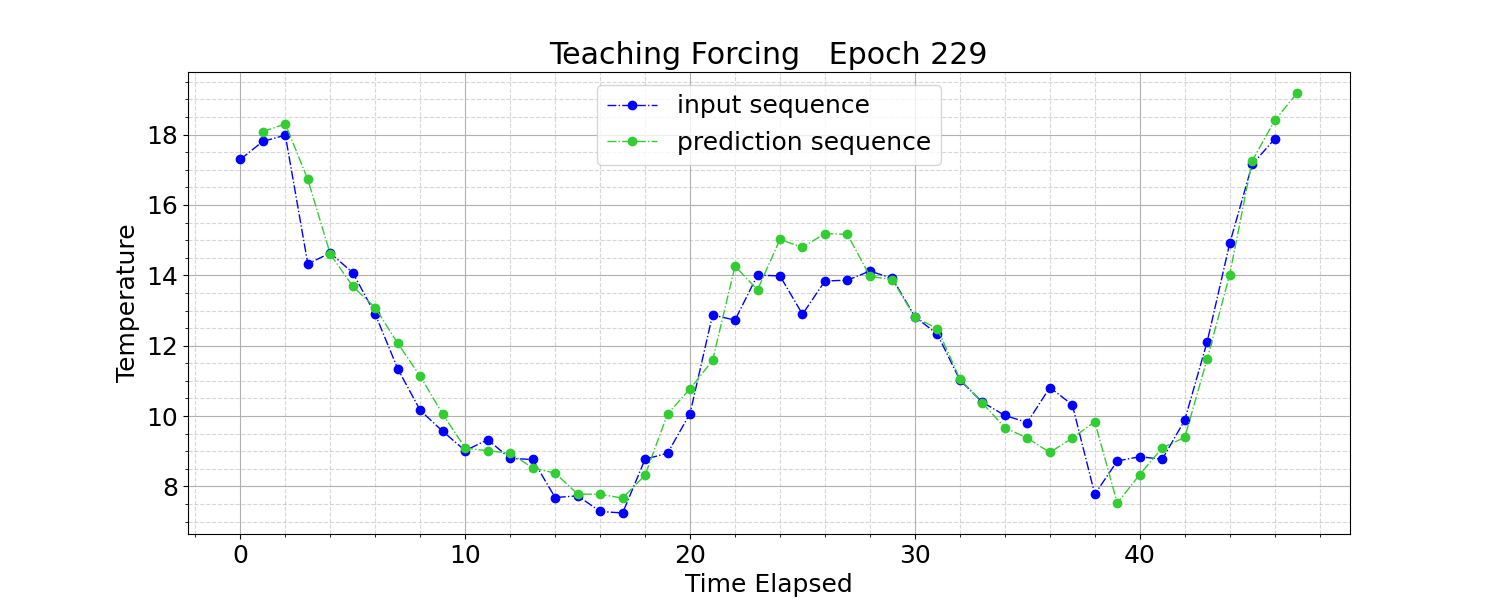 Teaching Forcing   Epoch 229
input sequence
prediction sequence
Temperature
18
16
14
12
10
8
0 10 20 30 40
Time Elapsed